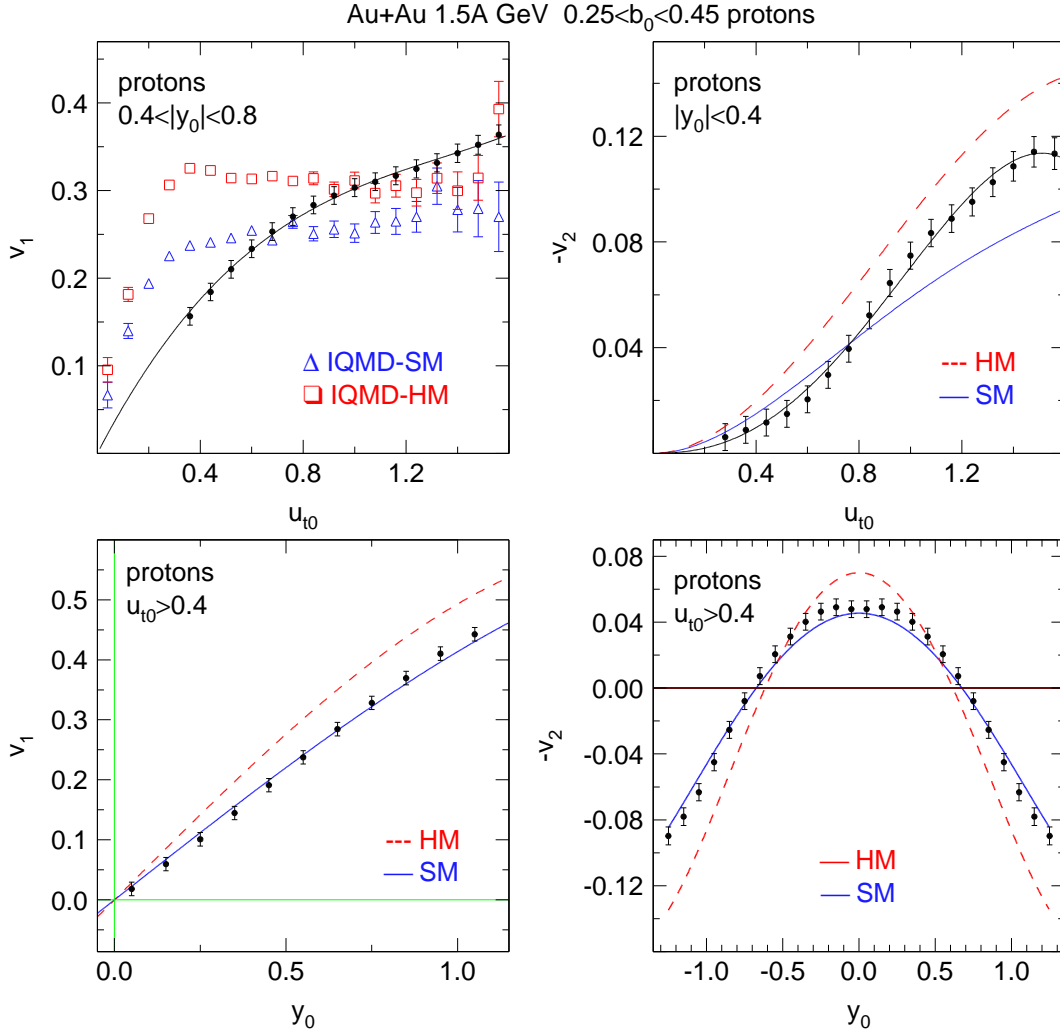 Au+Au 1.5A GeV 0.25<b₀<0.45 protons
protons
0.4<|y₀|<0.8
0.4
0.3
0.2
0.1
v₁
IQMD-SM
IQMD-HM
0.4
0.8
1.2
u_t0
protons
|y₀|<0.4
0.12
0.08
0.04
-v₂
HM
SM
0.4
0.8
1.2
u_t0
protons
u_t0>0.4
0.5
0.4
0.3
0.2
0.1
0.0
v₁
HM
SM
0.0
0.5
1.0
y₀
protons
u_t0>0.4
0.08
0.04
0.00
-0.04
-0.08
-0.12
-v₂
HM
SM
-1.0
-0.5
0.0
0.5
1.0
y₀